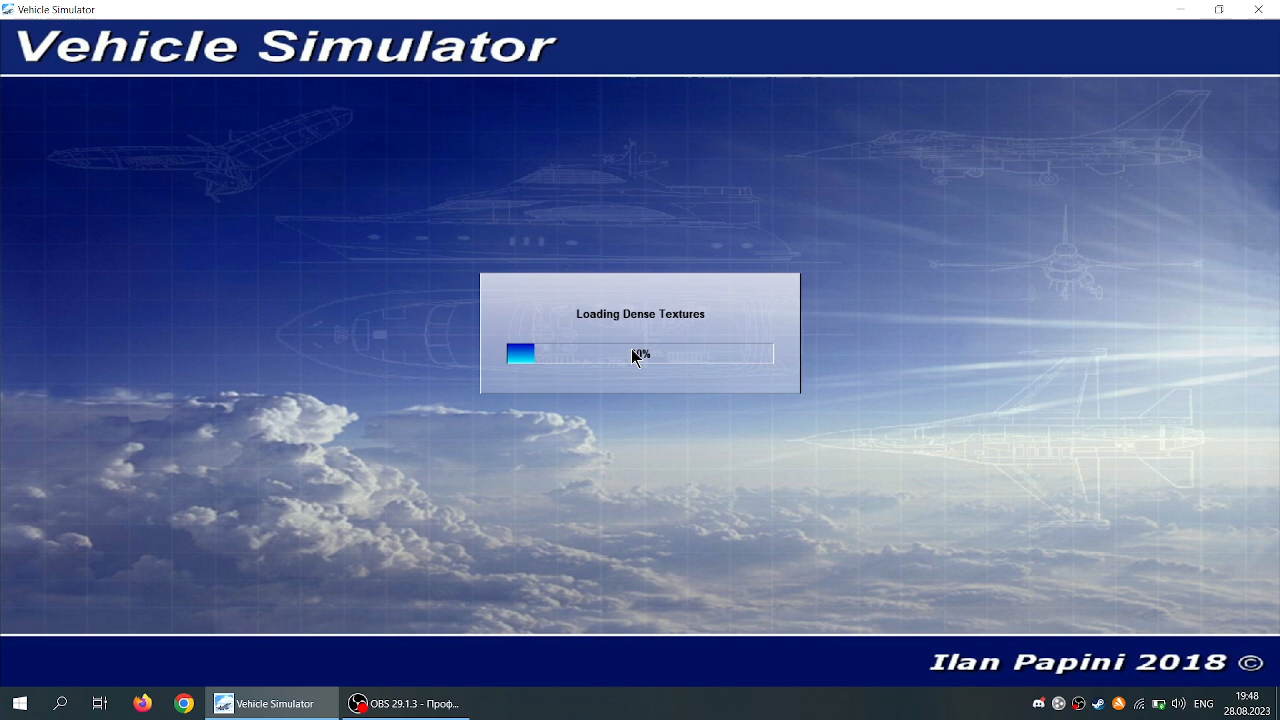 Vehicle Simulator
Vehicle Simulator
Loading Dense Textures
Ilan Papini 2018 ©
Vehicle Simulator
OBS 29.1.3 - Проф...
ENG
19:48
28.08.2023